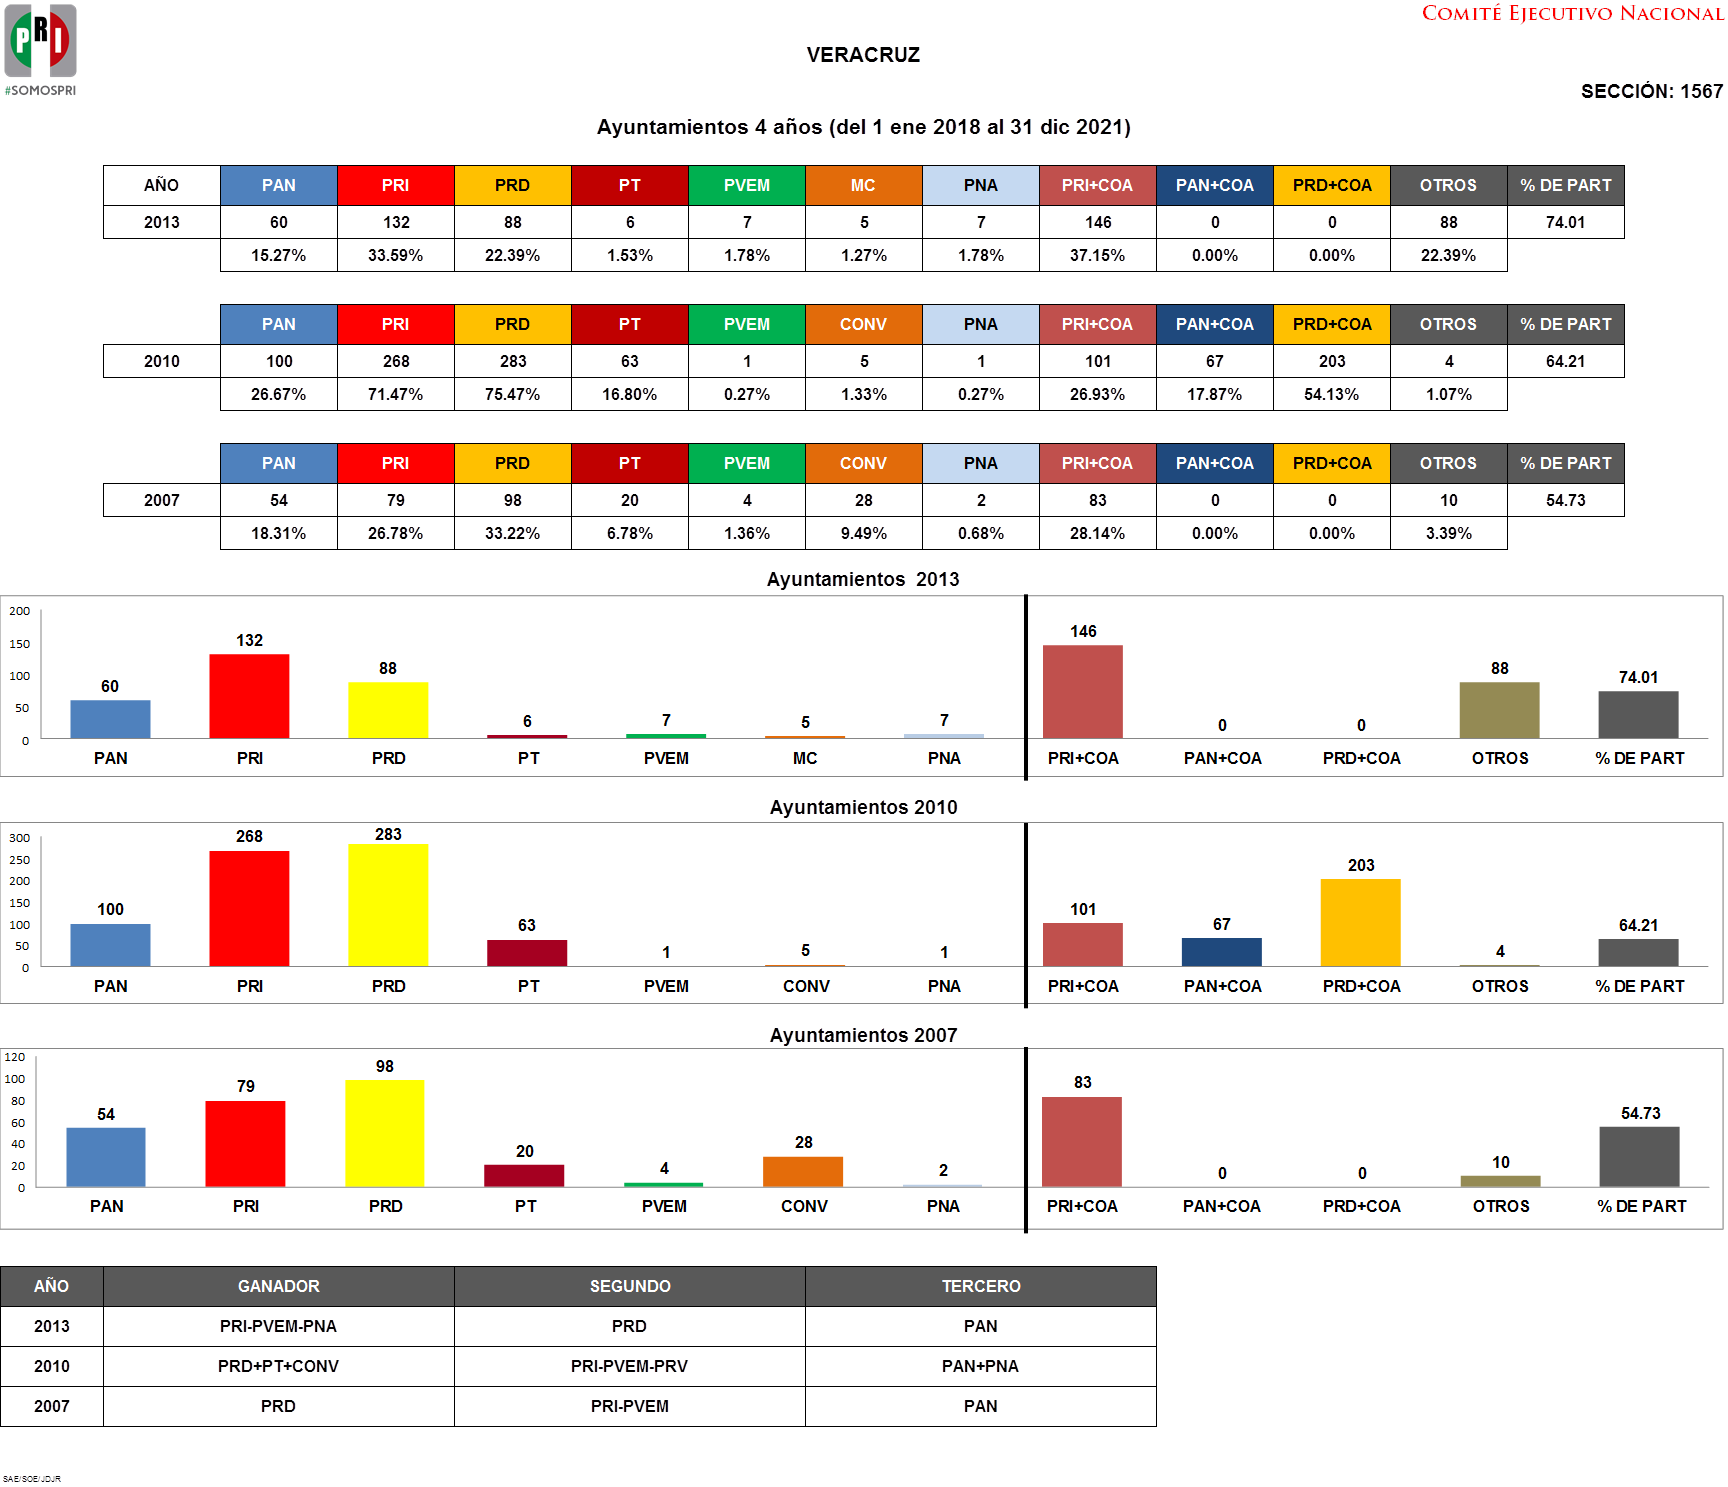 PRI
#SOMOSPRI
COMITÉ EJECUTIVO NACIONAL
VERACRUZ
SECCIÓN: 1567
Ayuntamientos 4 años (del 1 ene 2018 al 31 dic 2021)
AÑO PAN PRI PRD PT PVEM MC PNA PRI+COA PAN+COA PRD+COA OTROS % DE PART
2013 60 132 88 6 7 5 7 146 0 0 88 74.01
15.27% 33.59% 22.39% 1.53% 1.78% 1.27% 1.78% 37.15% 0.00% 0.00% 22.39%
PAN PRI PRD PT PVEM CONV PNA PRI+COA PAN+COA PRD+COA OTROS % DE PART
2010 100 268 283 63 1 5 1 101 67 203 4 64.21
26.67% 71.47% 75.47% 16.80% 0.27% 1.33% 0.27% 26.93% 17.87% 54.13% 1.07%
PAN PRI PRD PT PVEM CONV PNA PRI+COA PAN+COA PRD+COA OTROS % DE PART
2007 54 79 98 20 4 28 2 83 0 0 10 54.73
18.31% 26.78% 33.22% 6.78% 1.36% 9.49% 0.68% 28.14% 0.00% 0.00% 3.39%
Ayuntamientos 2013
200
150
100
50
0
60 132 88 6 7 5 7 146 0 0 88 74.01
PAN PRI PRD PT PVEM MC PNA PRI+COA PAN+COA PRD+COA OTROS % DE PART
Ayuntamientos 2010
300
250
200
150
100
50
0
100 268 283 63 1 5 1 101 67 203 4 64.21
PAN PRI PRD PT PVEM CONV PNA PRI+COA PAN+COA PRD+COA OTROS % DE PART
Ayuntamientos 2007
120
100
80
60
40
20
0
54 79 98 20 4 28 2 83 0 0 10 54.73
PAN PRI PRD PT PVEM CONV PNA PRI+COA PAN+COA PRD+COA OTROS % DE PART
AÑO GANADOR SEGUNDO TERCERO
2013 PRI-PVEM-PNA PRD PAN
2010 PRD+PT+CONV PRI-PVEM-PRV PAN+PNA
2007 PRD PRI-PVEM PAN
SAE/SOE/JDJR